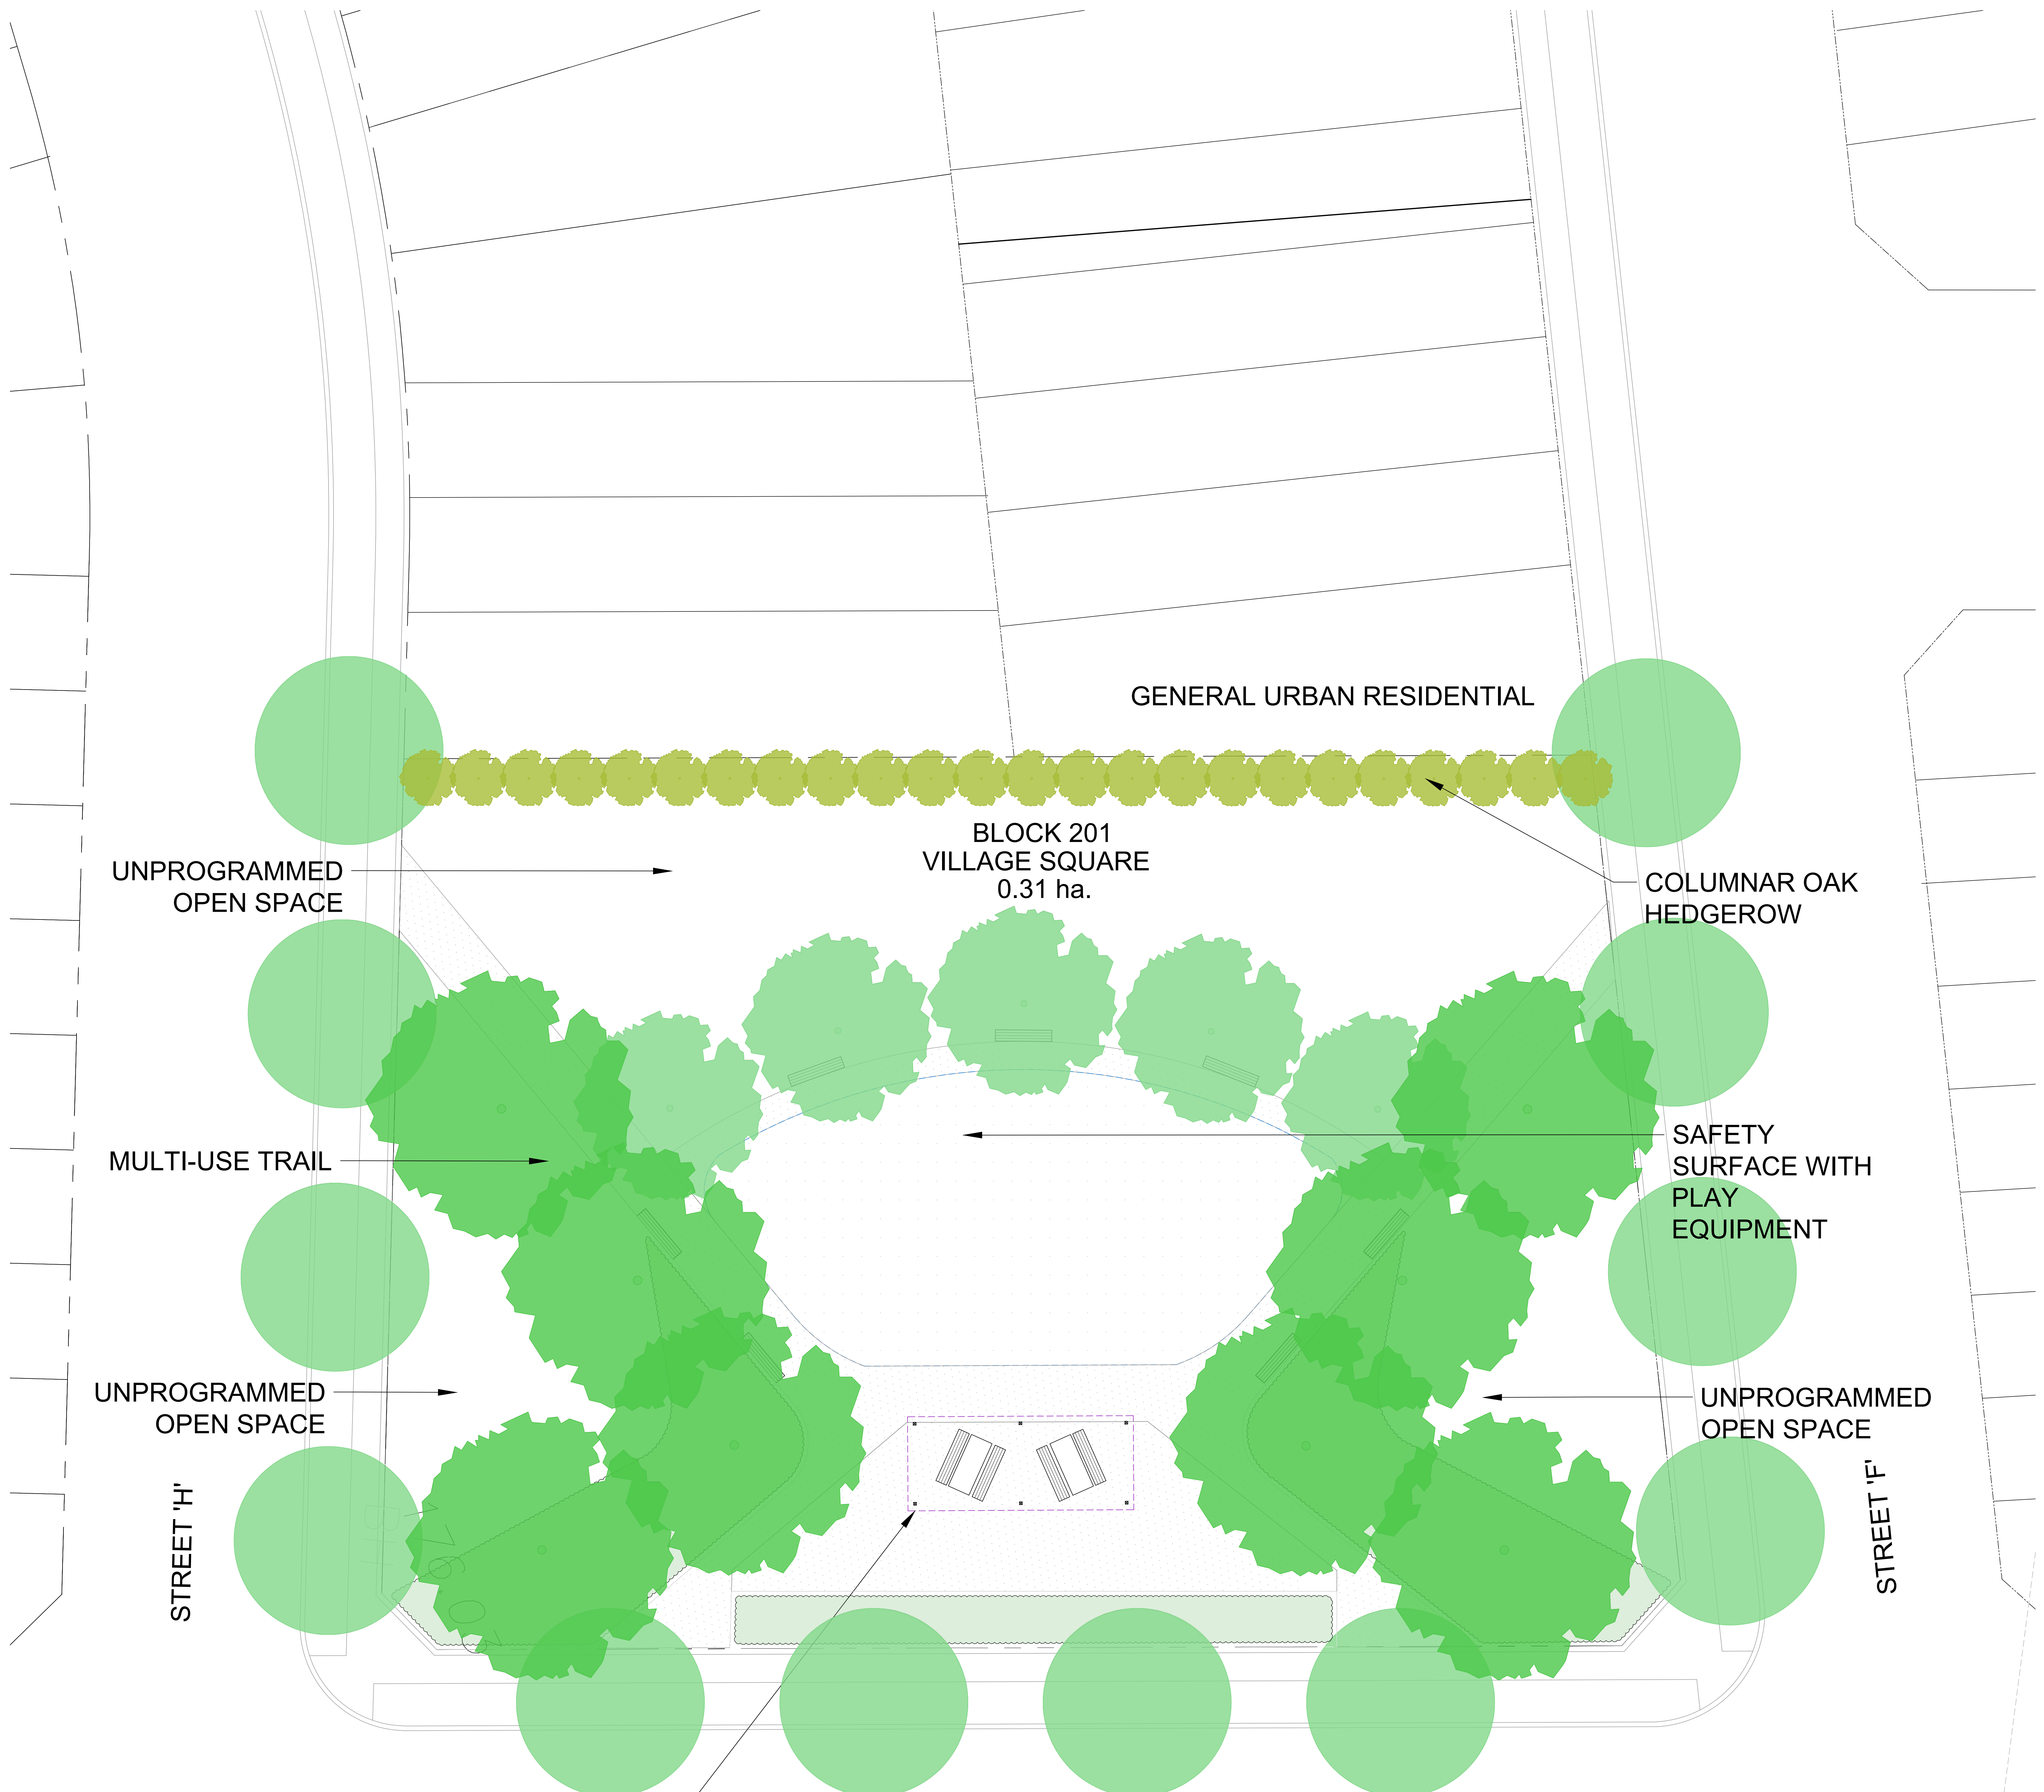 GENERAL URBAN RESIDENTIAL
BLOCK 201
VILLAGE SQUARE
0.31 ha.
UNPROGRAMMED
OPEN SPACE
COLUMNAR OAK
HEDGEROW
MULTI-USE TRAIL
SAFETY
SURFACE WITH
PLAY
EQUIPMENT
UNPROGRAMMED
OPEN SPACE
UNPROGRAMMED
OPEN SPACE
STREET 'H'
STREET 'F'